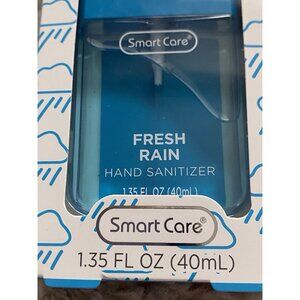 Smart Care®
FRESH
RAIN
HAND SANITIZER
1.35 FL OZ (40mL)
Smart Care®
1.35 FL OZ (40mL)